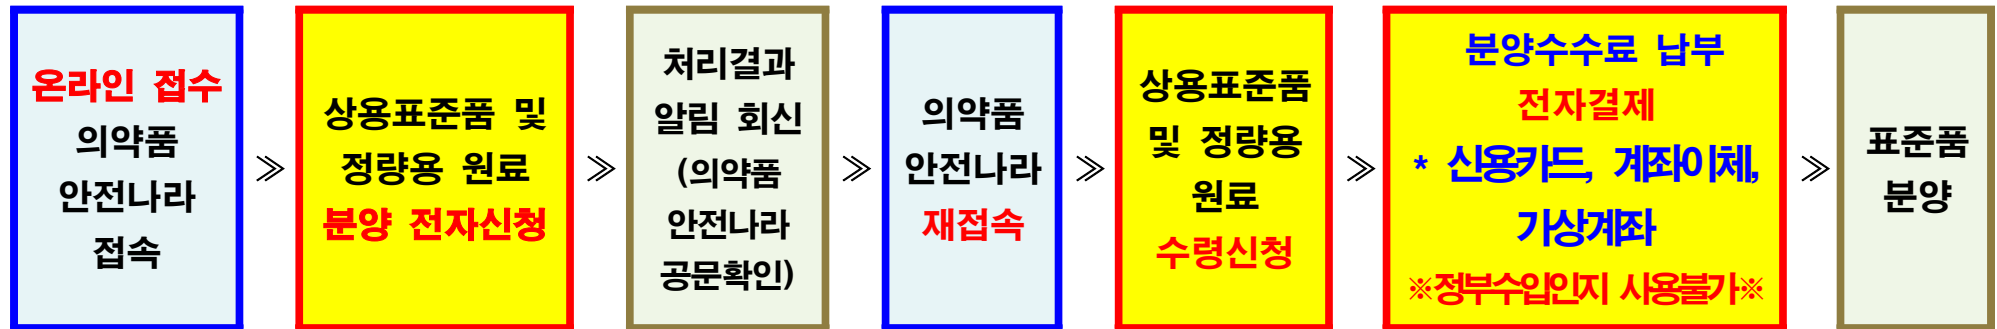 온라인 접수
의약품
안전나라
접속
≫
상용표준품 및
정량용 원료
분양 전자신청
≫
처리결과
알림 회신
(의약품
안전나라
공문확인)
≫
의약품
안전나라
재접속
≫
상용표준품
및 정량용
원료
수령신청
≫
분양수수료 납부
전자결제
* 신용카드, 계좌이체,
가상계좌
※정부수입인지 사용불가※
≫
표준품
분양